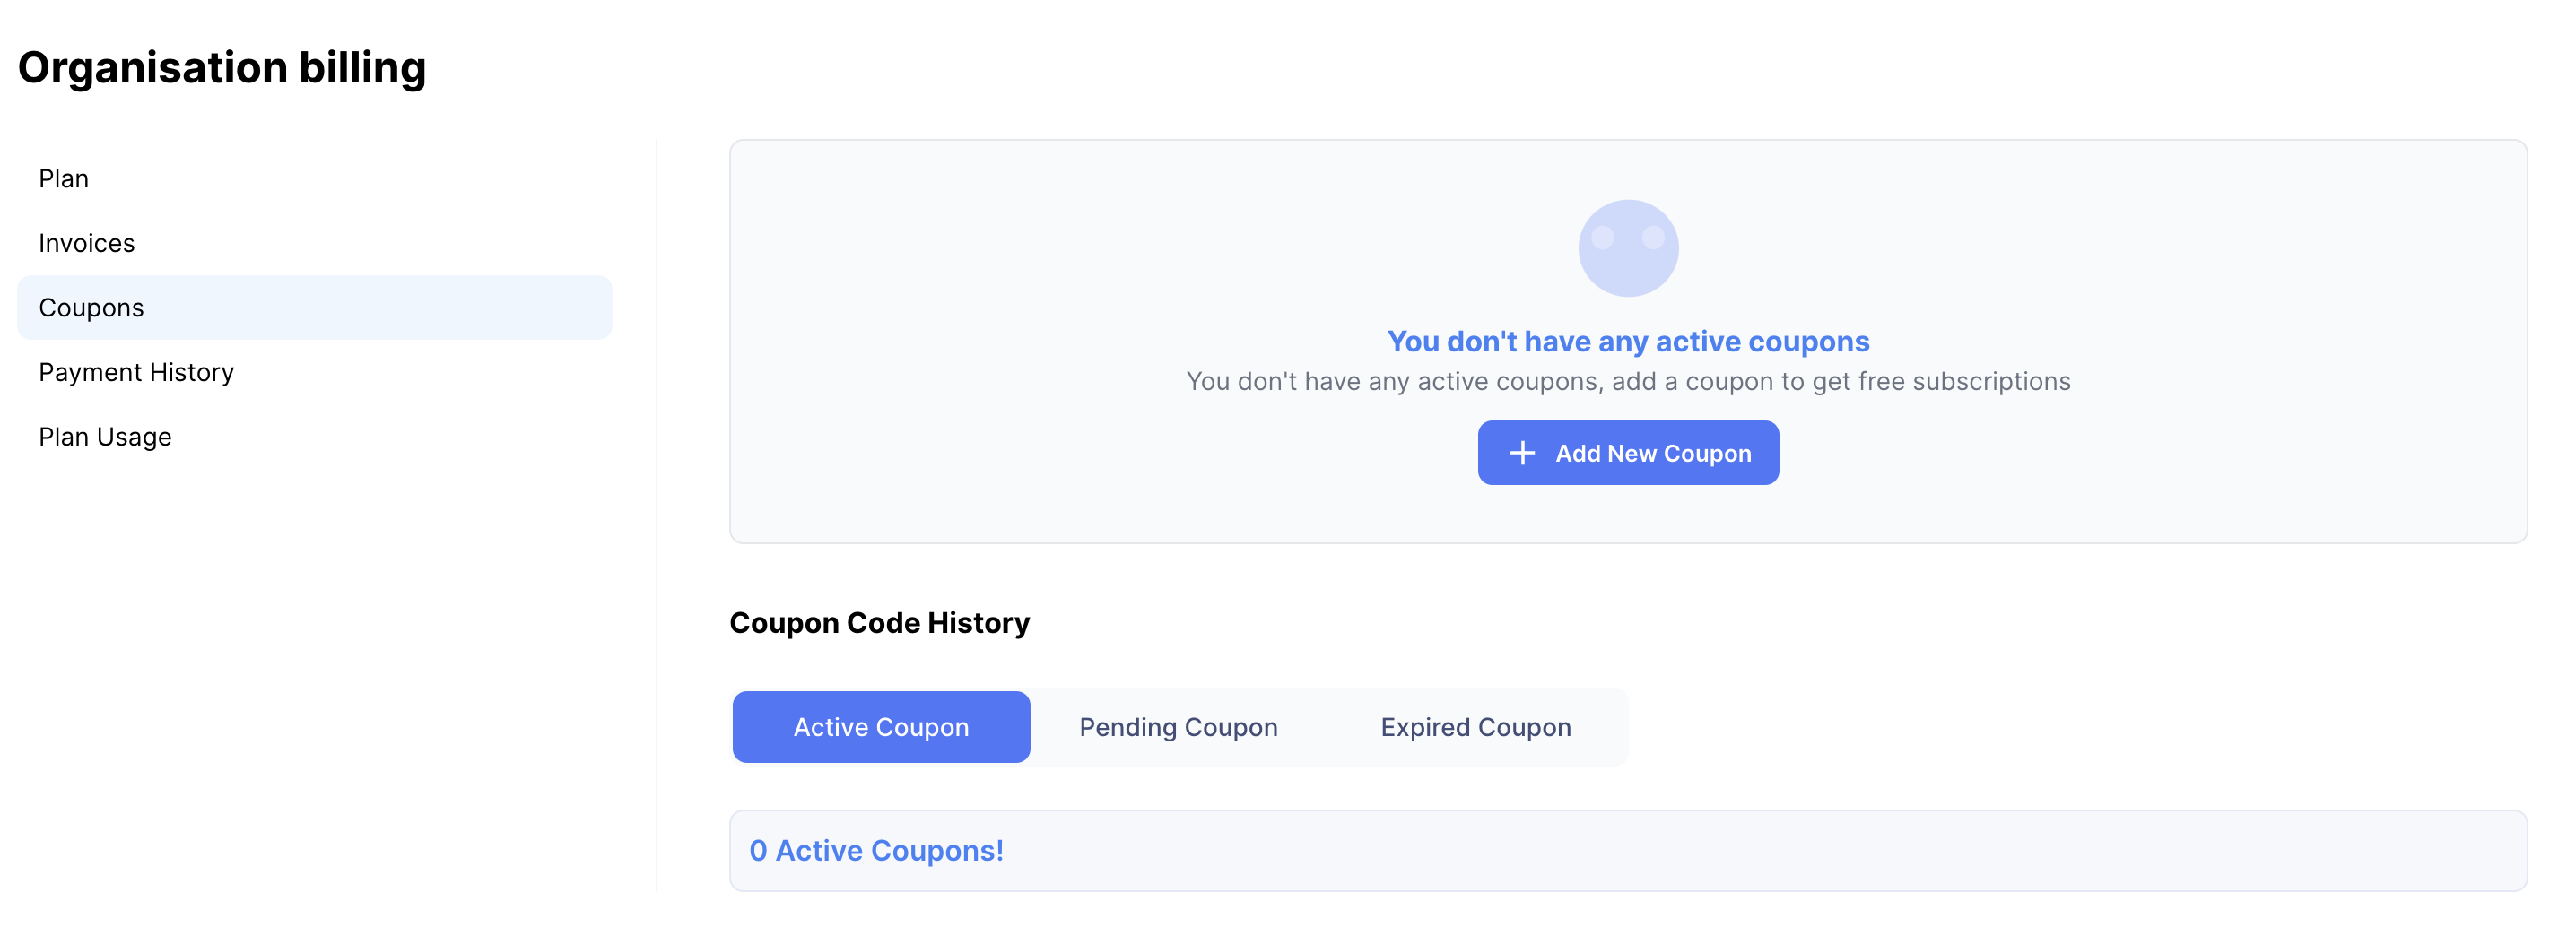 Organisation billing
Plan
Invoices
Coupons
Payment History
Plan Usage
You don't have any active coupons
You don't have any active coupons, add a coupon to get free subscriptions
Add New Coupon
Coupon Code History
Active Coupon
Pending Coupon
Expired Coupon
0 Active Coupons!